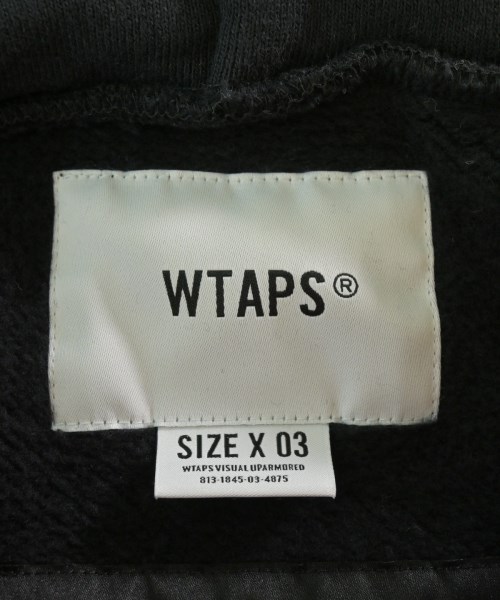 WTAPS®
SIZE X 03
WTAPS VISUAL UPARMORED
813-1845-03-4875